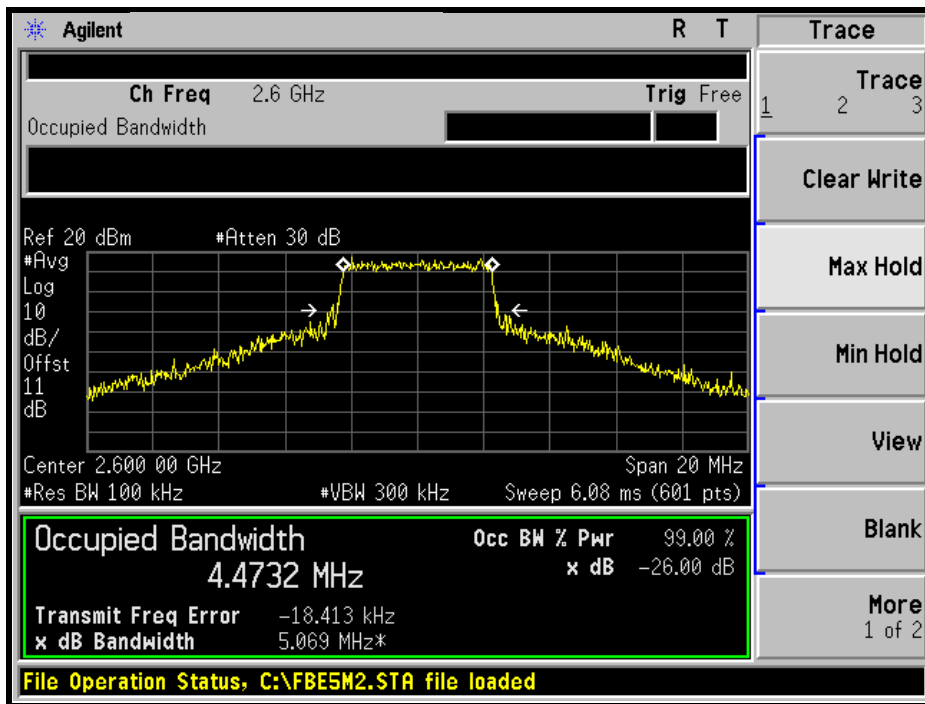 Agilent R T
Trace
Ch Freq 2.6 GHz Trig Free
Occupied Bandwidth
Trace
1 2 3
Clear Write
Max Hold
Min Hold
View
Blank
More
1 of 2
Ref 20 dBm #Atten 30 dB
#Avg
Log
10
dB/
Offst
11
dB
Center 2.600 00 GHz Span 20 MHz
#Res BW 100 kHz #VBW 300 kHz Sweep 6.08 ms (601 pts)
Occupied Bandwidth
4.4732 MHz
Occ BW % Pwr 99.00 %
x dB -26.00 dB
Transmit Freq Error -18.413 kHz
x dB Bandwidth 5.069 MHz*
File Operation Status, C:\FBE5M2.STA file loaded